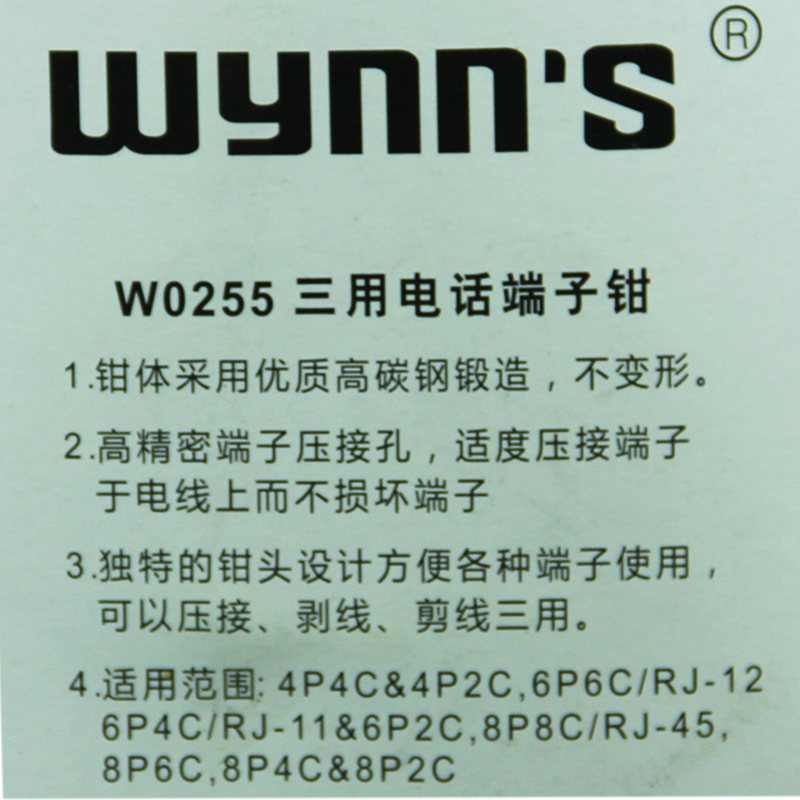 wynn's ®
W0255 三用电话端子钳
1.钳体采用优质高碳钢锻造，不变形。
2.高精密端子压接孔，适度压接端子
于电线上而不损坏端子
3.独特的钳头设计方便各种端子使用，
可以压接、剥线、剪线三用。
4.适用范围: 4P4C&4P2C,6P6C/RJ-12
6P4C/RJ-11&6P2C,8P8C/RJ-45,
8P6C,8P4C&8P2C